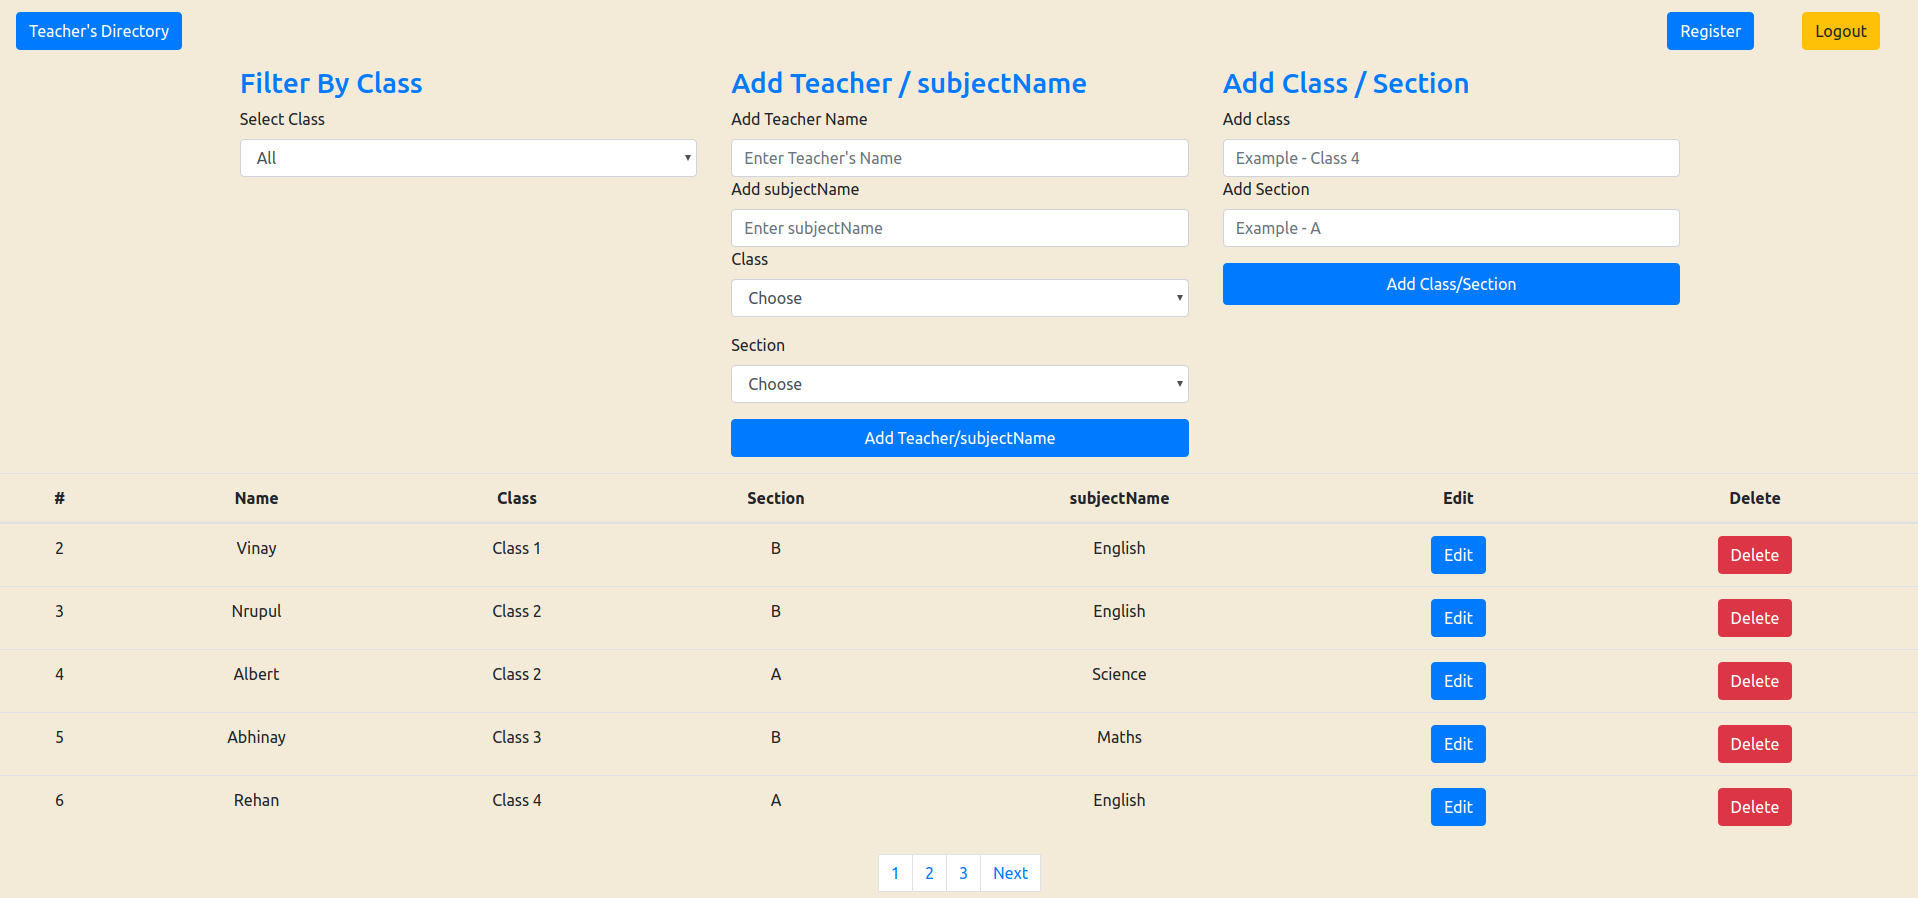 Teacher's Directory
Register
Logout
Filter By Class
Select Class
All
Add Teacher / subjectName
Add Teacher Name
Enter Teacher's Name
Add subjectName
Enter subjectName
Class
Choose
Section
Choose
Add Teacher/subjectName
Add Class / Section
Add class
Example - Class 4
Add Section
Example - A
Add Class/Section
# Name Class Section subjectName Edit Delete
2 Vinay Class 1 B English Edit Delete
3 Nrupul Class 2 B English Edit Delete
4 Albert Class 2 A Science Edit Delete
5 Abhinay Class 3 B Maths Edit Delete
6 Rehan Class 4 A English Edit Delete
1 2 3 Next